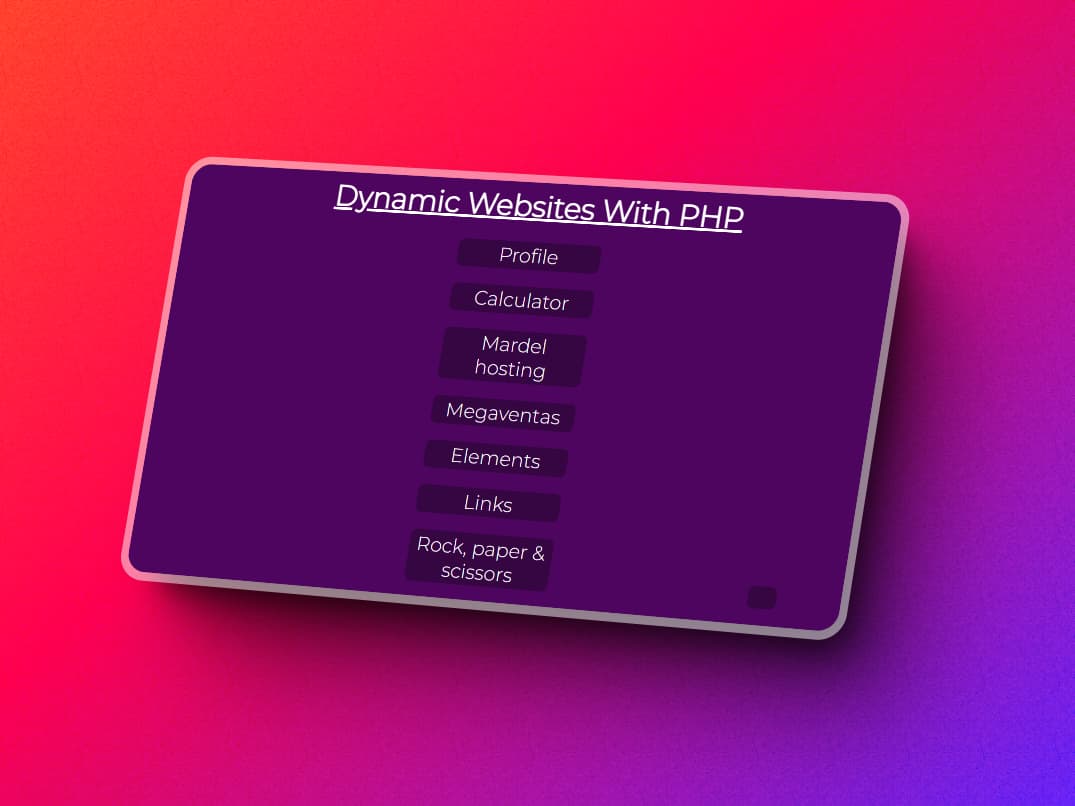 Dynamic Websites With PHP
Profile
Calculator
Mardel
hosting
Megaventas
Elements
Links
Rock, paper &
scissors